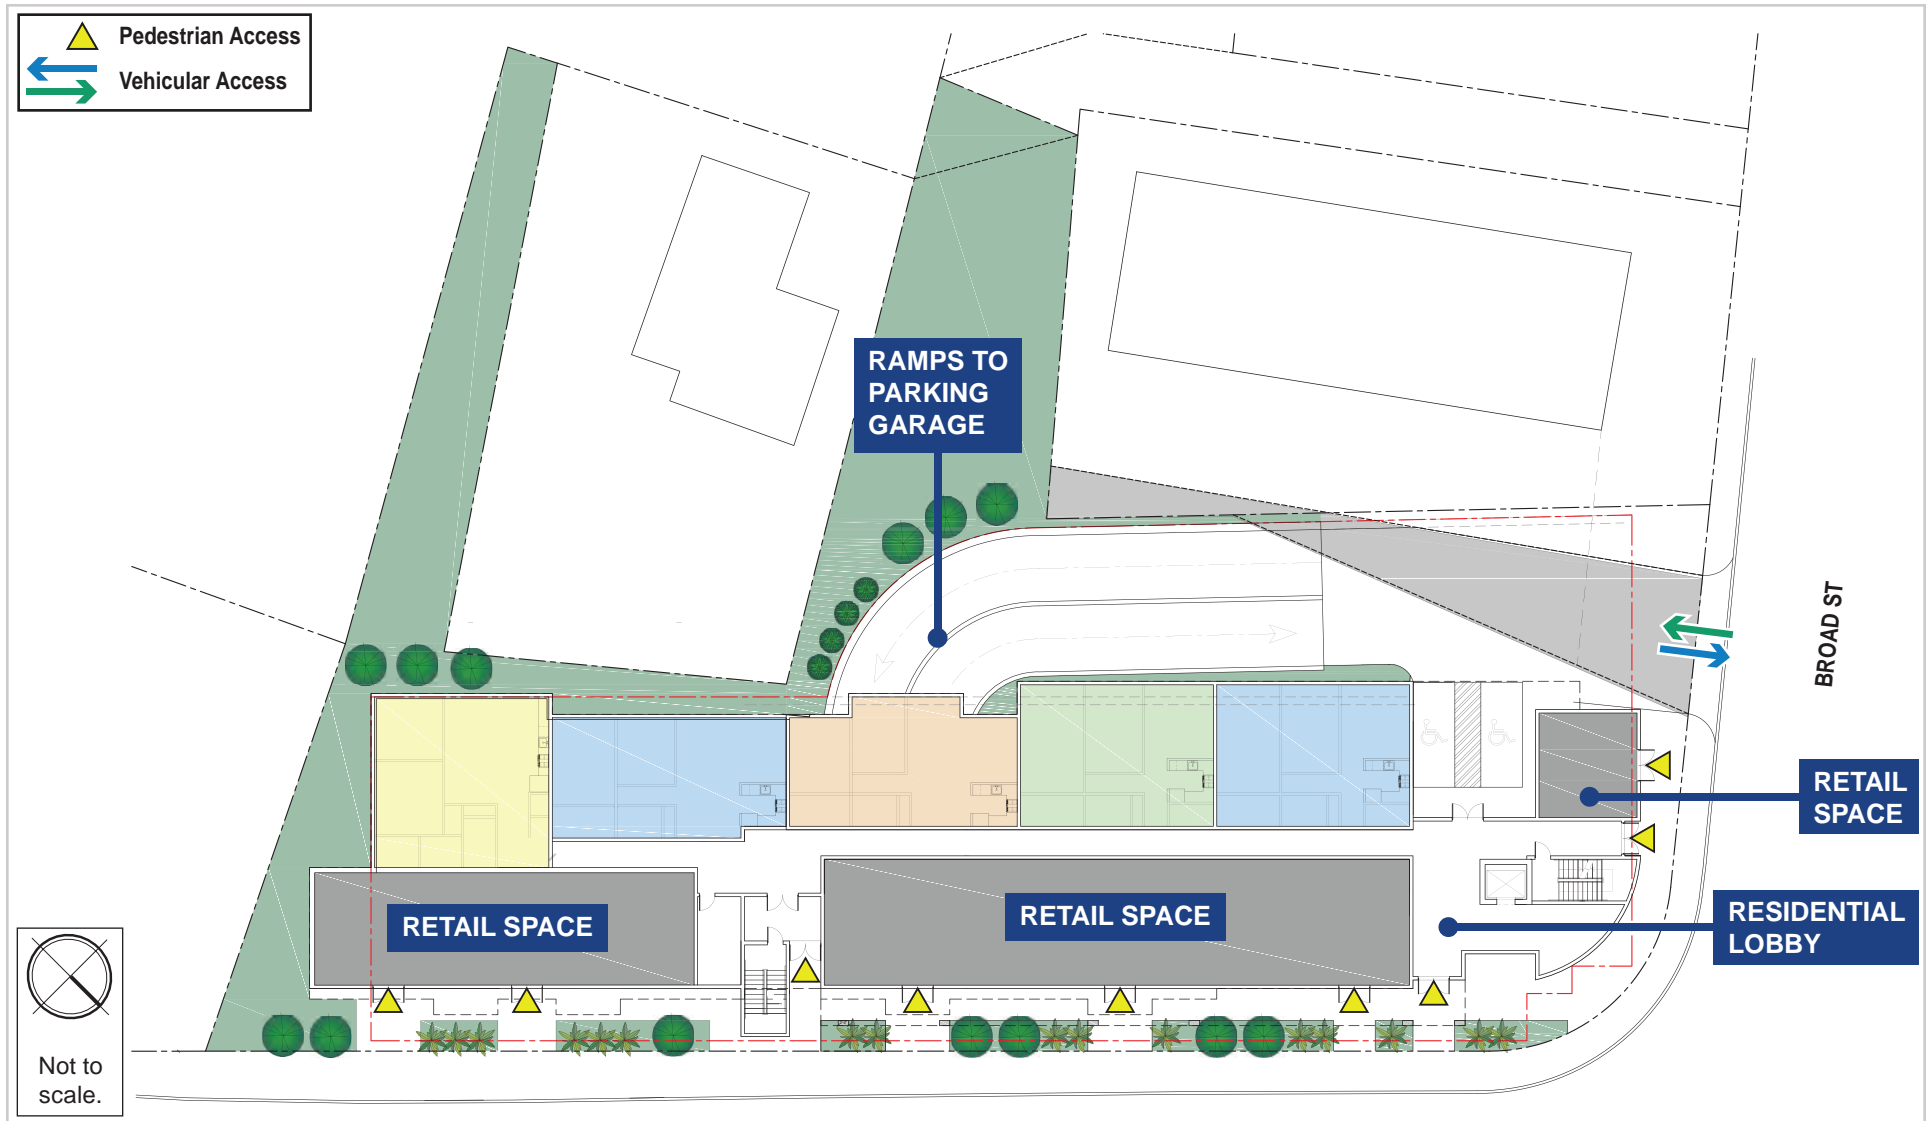 Pedestrian Access
Vehicular Access
RAMPS TO
PARKING
GARAGE
BROAD ST
RETAIL
SPACE
RETAIL SPACE
RETAIL SPACE
RESIDENTIAL
LOBBY
Not to
scale.